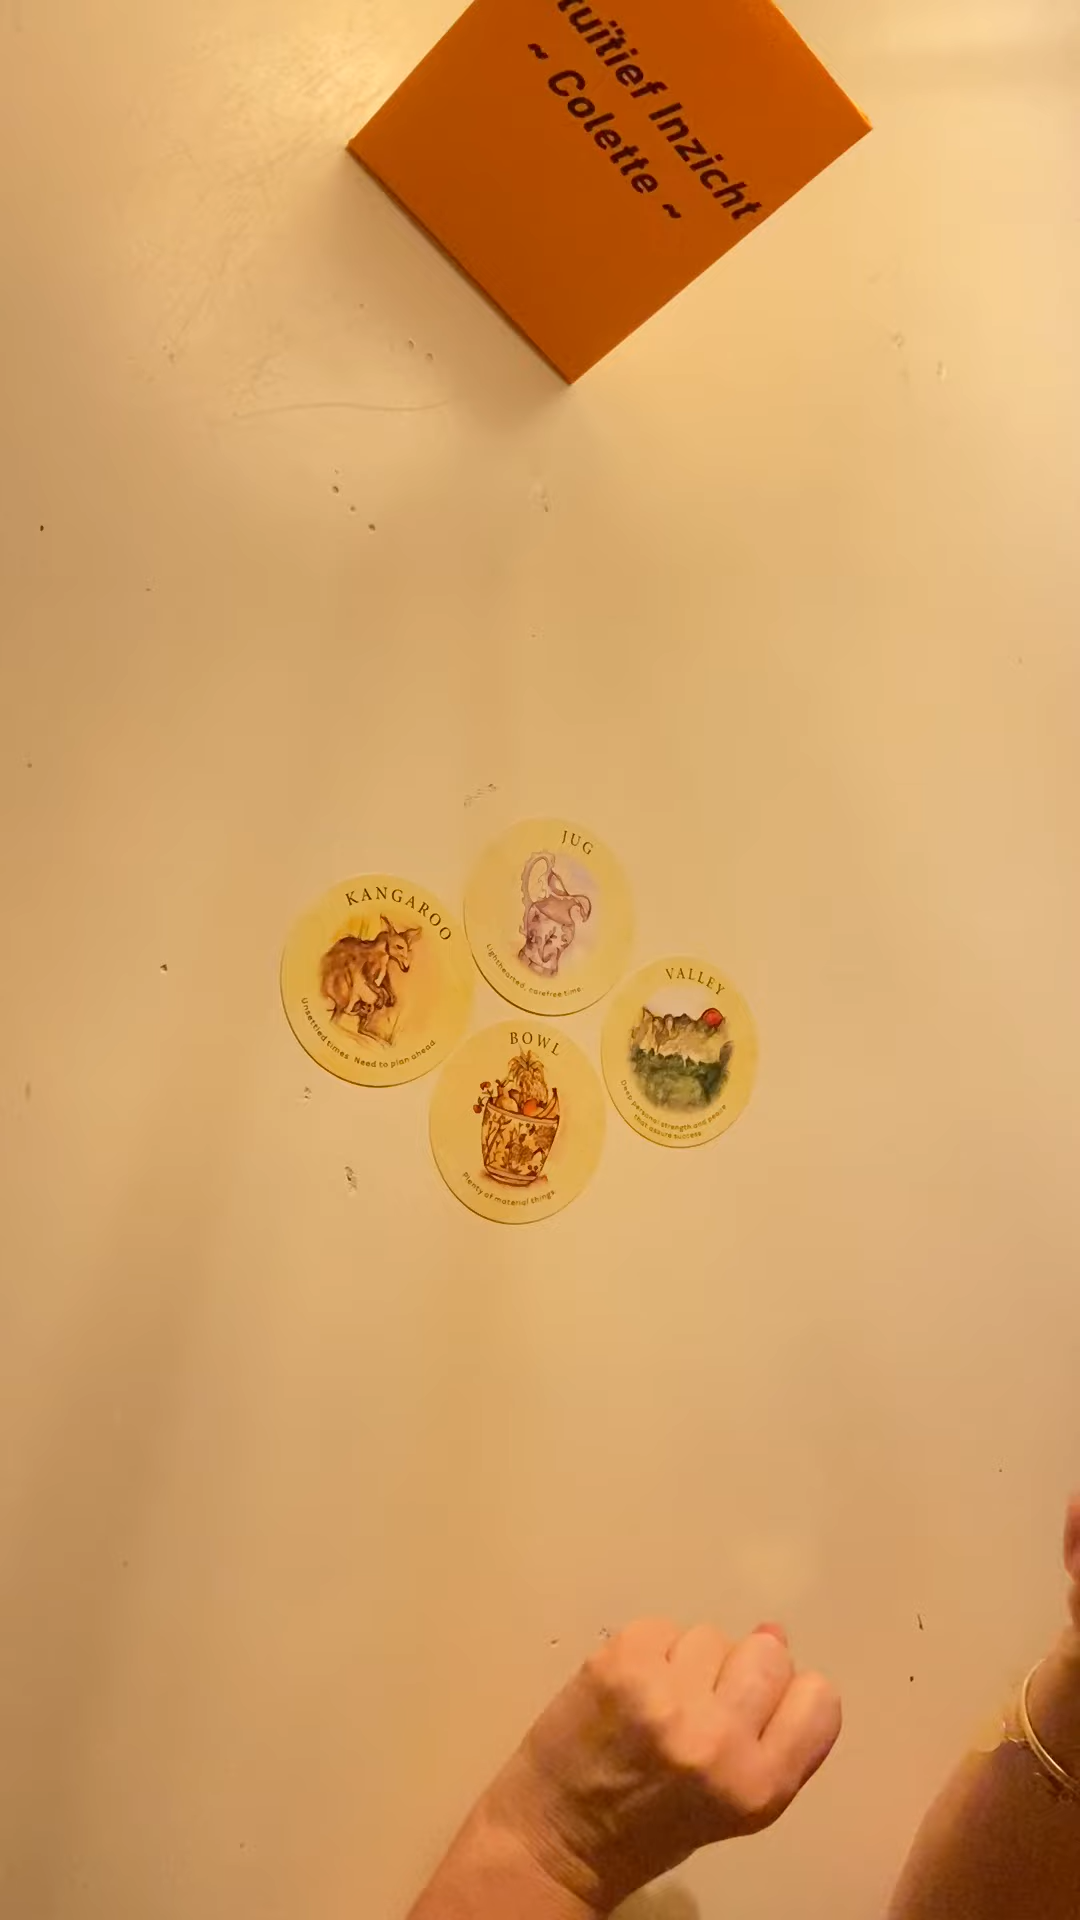 tuïtief Inzicht
~ Colette ~
JUG
Lighthearted, carefree time.
KANGAROO
Unsettled times. Need to plan ahead.
VALLEY
Deep personal strength and peace
that assure success.
BOWL
Plenty of material things.